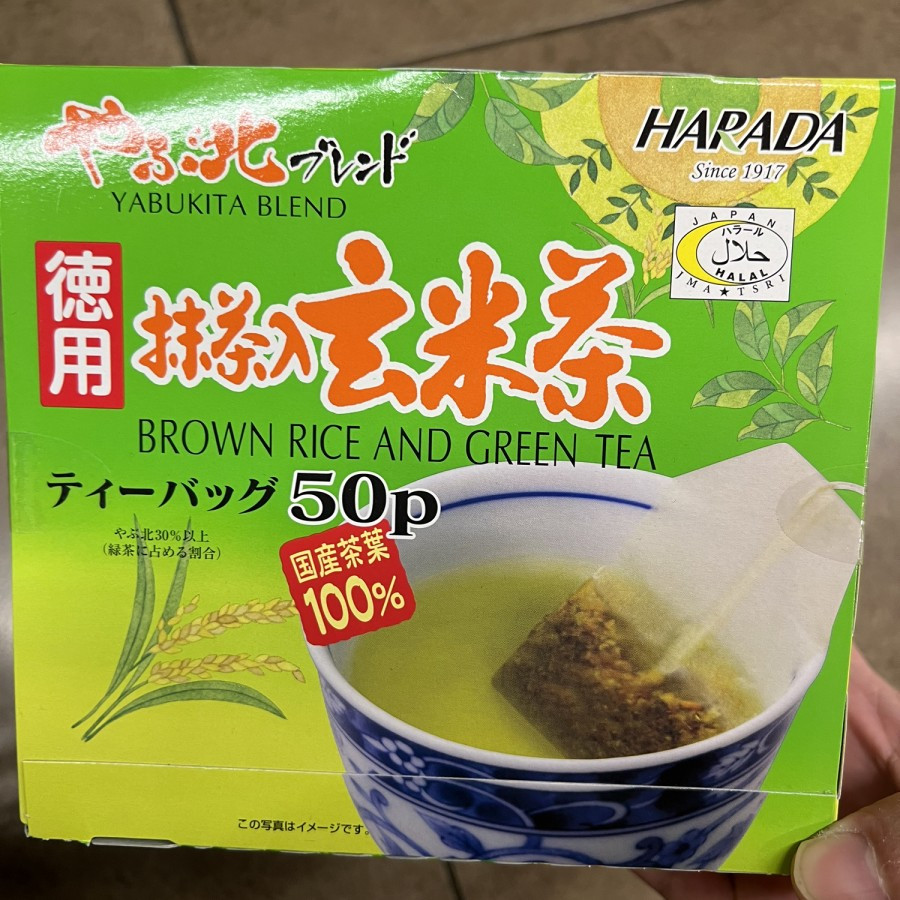 やぶ北ブレンド
YABUKITA BLEND
HARADA
Since 1917
JAPAN
ハラール
حلال
HALAL
JMA★TSRI
徳用
抹茶入玄米茶
BROWN RICE AND GREEN TEA
ティーバッグ 50p
やぶ北30%以上
(緑茶に占める割合)
国産茶葉
100%
この写真はイメージです。